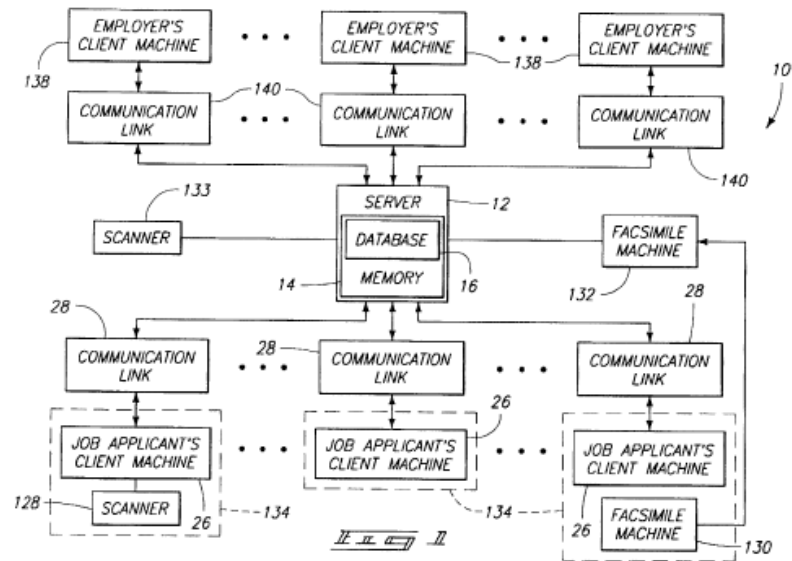 EMPLOYER'S
CLIENT MACHINE
EMPLOYER'S
CLIENT MACHINE
EMPLOYER'S
CLIENT MACHINE
138
138
10
COMMUNICATION
LINK
140
COMMUNICATION
LINK
COMMUNICATION
LINK
140
133
SCANNER
SERVER
12
DATABASE
MEMORY
14
16
FACSIMILE
MACHINE
132
28
COMMUNICATION
LINK
28
COMMUNICATION
LINK
28
COMMUNICATION
LINK
JOB APPLICANT'S
CLIENT MACHINE
26
JOB APPLICANT'S
CLIENT MACHINE
26
JOB APPLICANT'S
CLIENT MACHINE
26
128
SCANNER
134
134
FACSIMILE
MACHINE
130
FIG 1